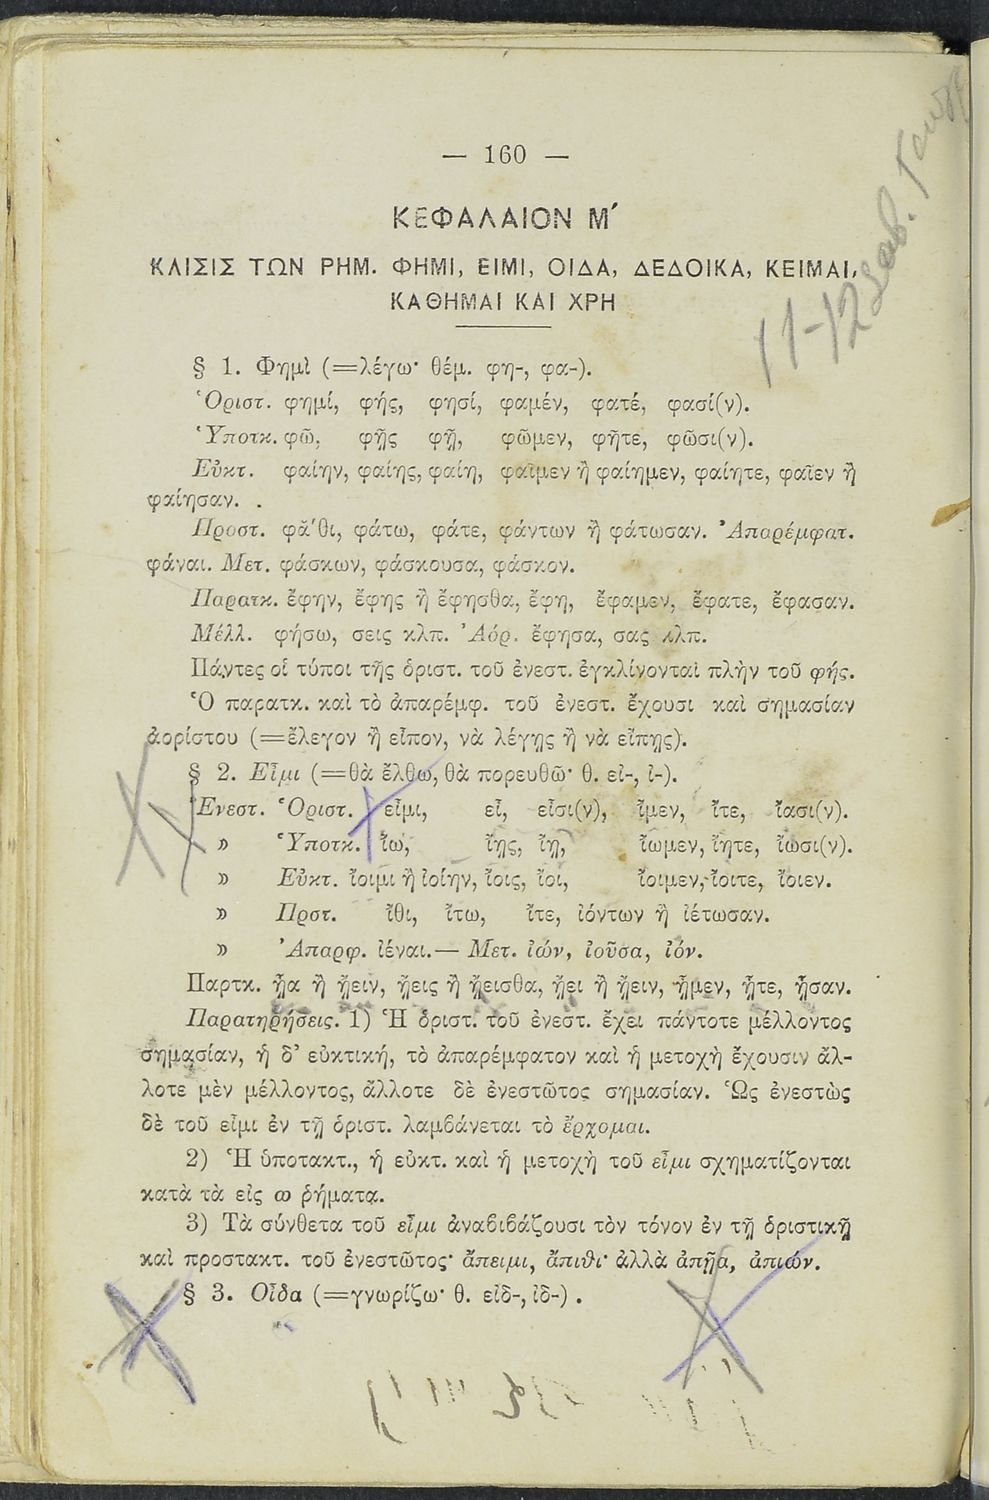 — 160 —
ΚΕΦΑΛΑΙΟΝ Μ΄
ΚΛΙΣΙΣ ΤΩΝ ΡΗΜ. ΦΗΜΙ, ΕΙΜΙ, ΟΙΔΑ, ΔΕΔΟΙΚΑ, ΚΕΙΜΑΙ,
ΚΑΘΗΜΑΙ ΚΑΙ ΧΡΗ
11-12
§ 1. Φημὶ (=λέγω· θέμ. φη-, φα-).
Ὁριστ. φημί, φής, φησί, φαμέν, φατέ, φασί(ν).
Ὑποτκ. φῶ, φῇς φῇ, φῶμεν, φῆτε, φῶσι(ν).
Εὐκτ. φαίην, φαίης, φαίη, φαῖμεν ἢ φαίημεν, φαίητε, φαῖεν ἢ
φαίησαν.
Προστ. φᾰ́θι, φάτω, φάτε, φάντων ἢ φάτωσαν. Ἀπαρέμφατ.
φάναι. Μετ. φάσκων, φάσκουσα, φάσκον.
Παρατκ. ἔφην, ἔφης ἢ ἔφησθα, ἔφη, ἔφαμεν, ἔφατε, ἔφασαν.
Μέλλ. φήσω, σεις κλπ. Ἀόρ. ἔφησα, σας κλπ.
Πάντες οἱ τύποι τῆς ὁριστ. τοῦ ἐνεστ. ἐγκλίνονται πλὴν τοῦ φής.
Ὁ παρατκ. καὶ τὸ ἀπαρέμφ. τοῦ ἐνεστ. ἔχουσι καὶ σημασίαν
ἀορίστου (=ἔλεγον ἢ εἶπον, νὰ λέγῃς ἢ νὰ εἴπῃς).
§ 2. Εἶμι (=θὰ ἔλθω, θὰ πορευθῶ· θ. εἰ-, ἰ-).
Ἐνεστ. Ὁριστ. εἶμι, εἶ, εἶσι(ν), ἴμεν, ἴτε, ἴασι(ν).
» Ὑποτκ. ἴω, ἴῃς, ἴῃ, ἴωμεν, ἴητε, ἴωσι(ν).
» Εὐκτ. ἴοιμι ἢ ἰοίην, ἴοις, ἴοι, ἴοιμεν, ἴοιτε, ἴοιεν.
» Πρστ. ἴθι, ἴτω, ἴτε, ἰόντων ἢ ἰέτωσαν.
» Ἀπαρφ. ἰέναι.— Μετ. ἰών, ἰοῦσα, ἰόν.
Παρτκ. ᾖα ἢ ᾔειν, ᾔεις ἢ ᾔεισθα, ᾔει ἢ ᾔειν, ᾖμεν, ᾖτε, ᾖσαν.
Παρατηρήσεις. 1) Ἡ ὁριστ. τοῦ ἐνεστ. ἔχει πάντοτε μέλλοντος
σημασίαν, ἡ δ' εὐκτική, τὸ ἀπαρέμφατον καὶ ἡ μετοχὴ ἔχουσιν ἄλ-
λοτε μὲν μέλλοντος, ἄλλοτε δὲ ἐνεστῶτος σημασίαν. Ὡς ἐνεστὼς
δὲ τοῦ εἶμι ἐν τῇ ὁριστ. λαμβάνεται τὸ ἔρχομαι.
2) Ἡ ὑποτακτ., ἡ εὐκτ. καὶ ἡ μετοχὴ τοῦ εἶμι σχηματίζονται
κατὰ τὰ εἰς ω ῥήματα.
3) Τὰ σύνθετα τοῦ εἶμι ἀναβιβάζουσι τὸν τόνον ἐν τῇ ὁριστικῇ
καὶ προστακτ. τοῦ ἐνεστῶτος· ἄπειμι, ἄπιθι· ἀλλὰ ἀπῇα, ἀπιών.
§ 3. Οἶδα (=γνωρίζω· θ. εἰδ-, ἰδ-).